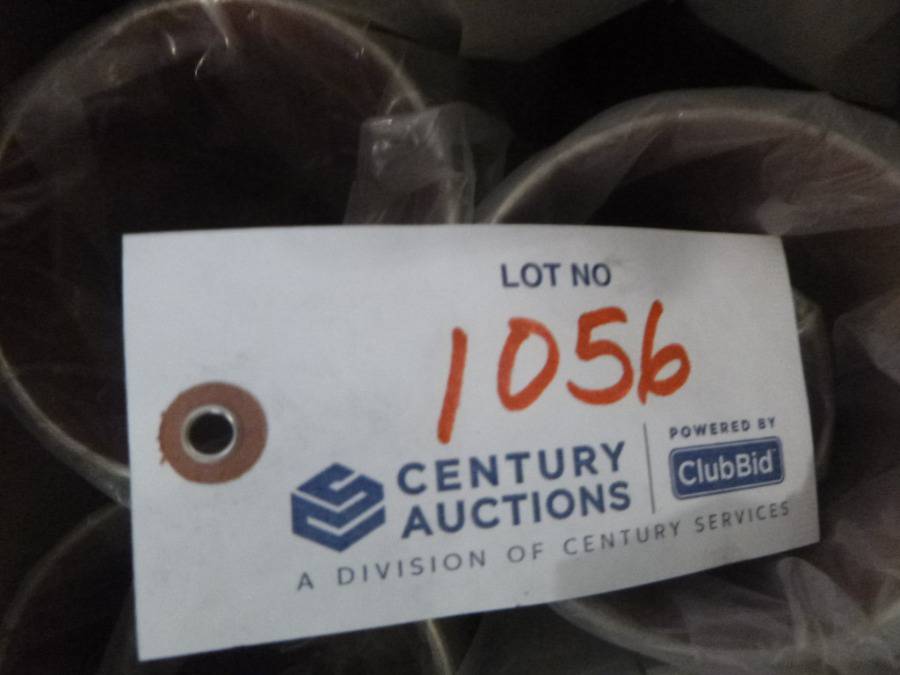 LOT NO
1056
CENTURY
AUCTIONS
POWERED BY
ClubBid
A DIVISION OF CENTURY SERVICES